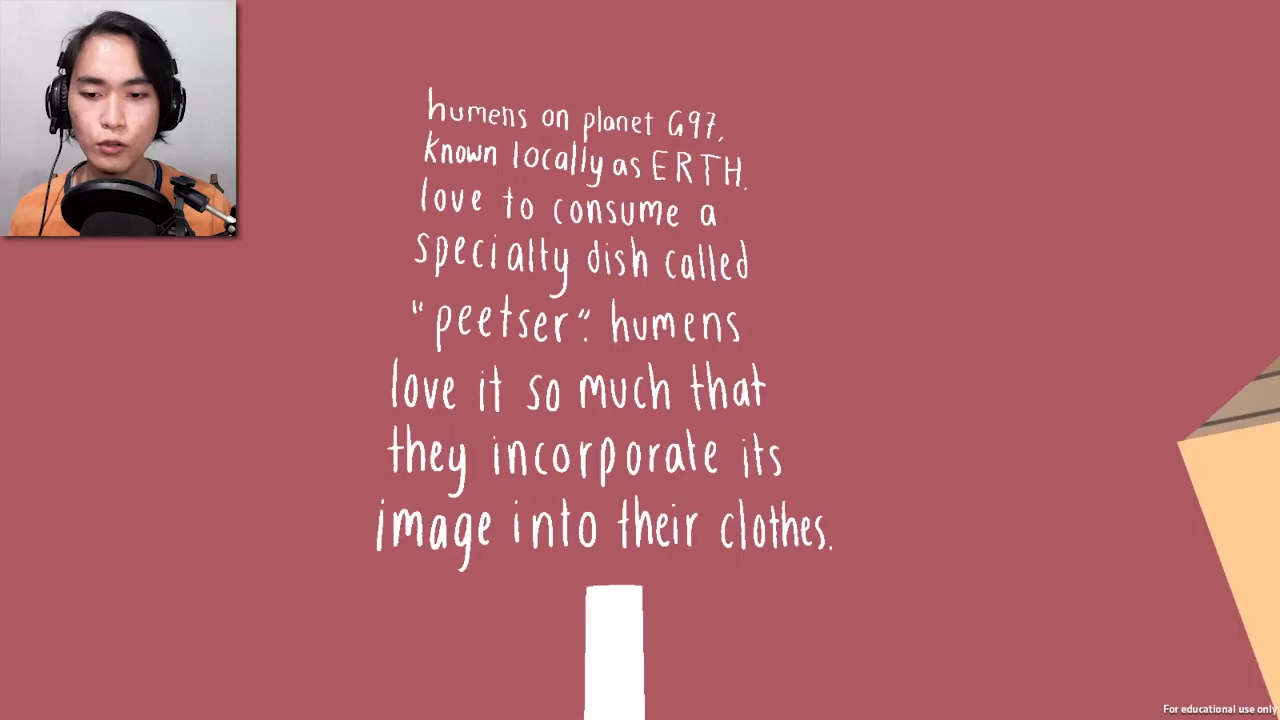 humens on planet G97,
known locally as ERTH.
love to consume a
specialty dish called
"peetser". humens
love it so much that
they incorporate its
image into their clothes.
For educational use only